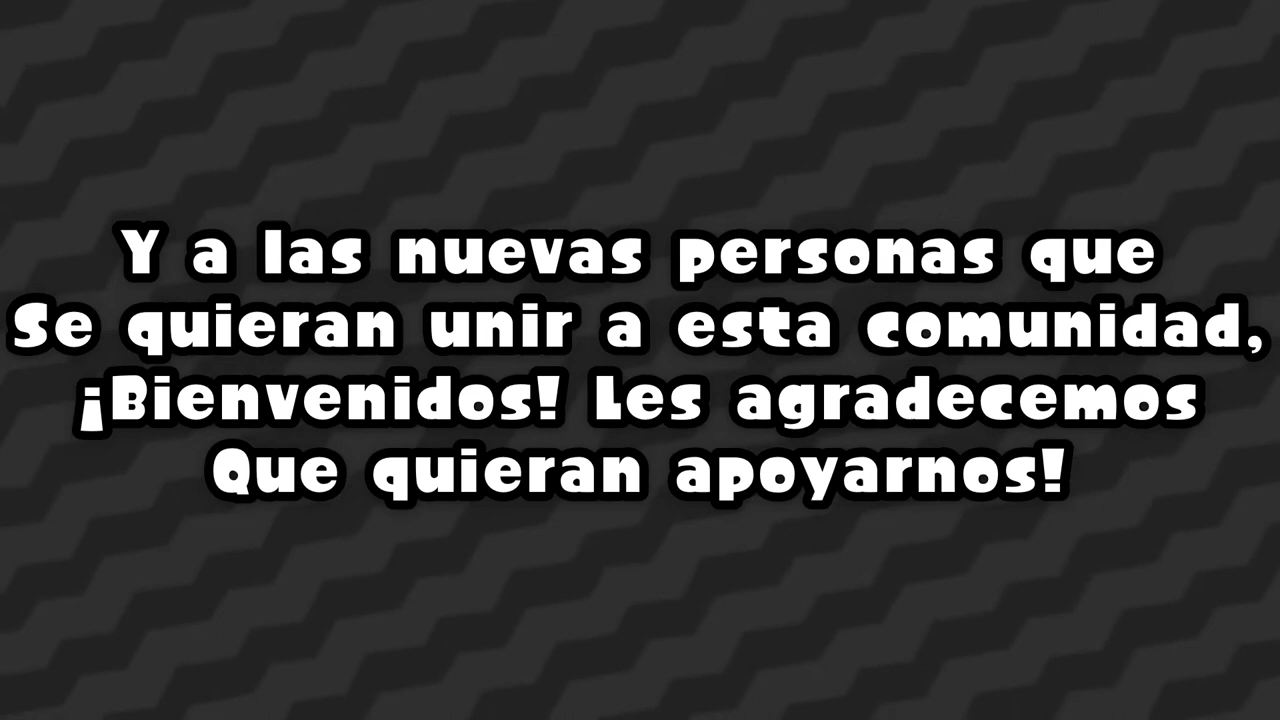 Y a las nuevas personas que
Se quieran unir a esta comunidad,
¡Bienvenidos! Les agradecemos
Que quieran apoyarnos!